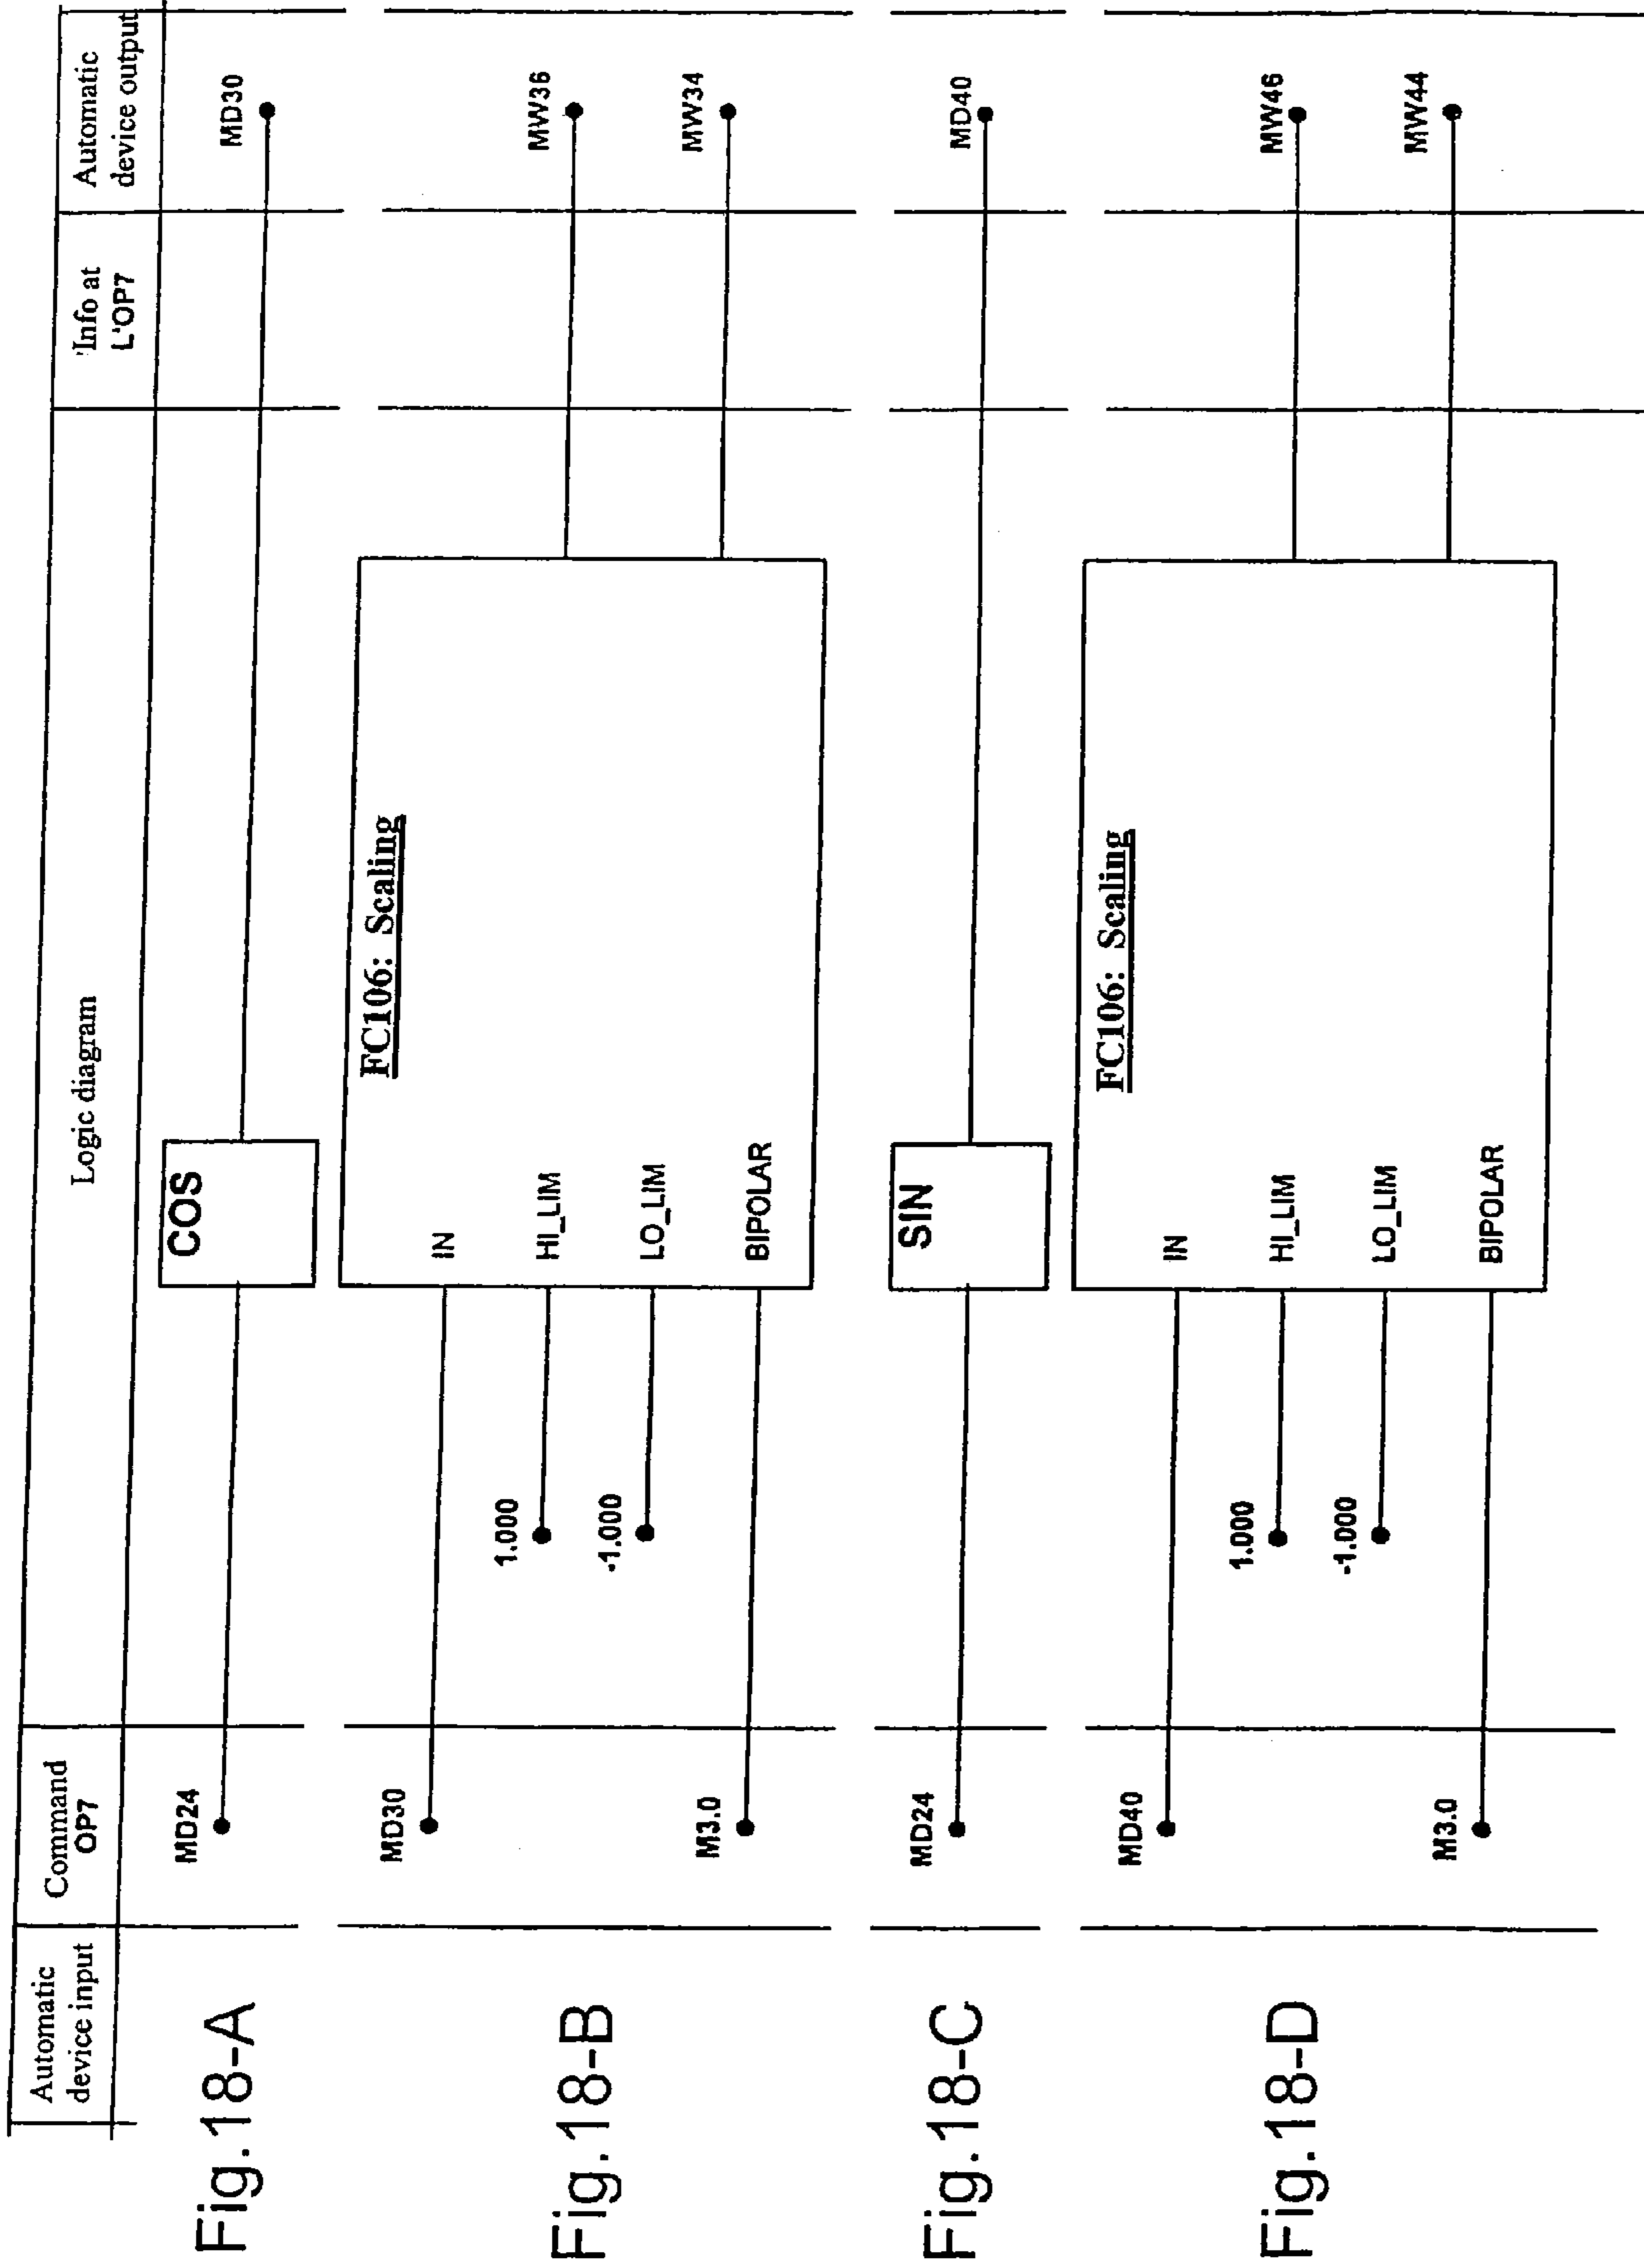 Automatic
device input
Command
OP7
Logic diagram
Info at
L'OP7
Automatic
device output
Fig.18-A
MD24
COS
MD30
Fig.18-B
MD30
1.000
-1.000
M3.0
FC106: Scaling
IN
HI_LIM
LO_LIM
BIPOLAR
MW36
MW34
Fig.18-C
MD24
SIN
MD40
Fig.18-D
MD40
1.000
-1.000
M3.0
FC106: Scaling
IN
HI_LIM
LO_LIM
BIPOLAR
MW46
MW44